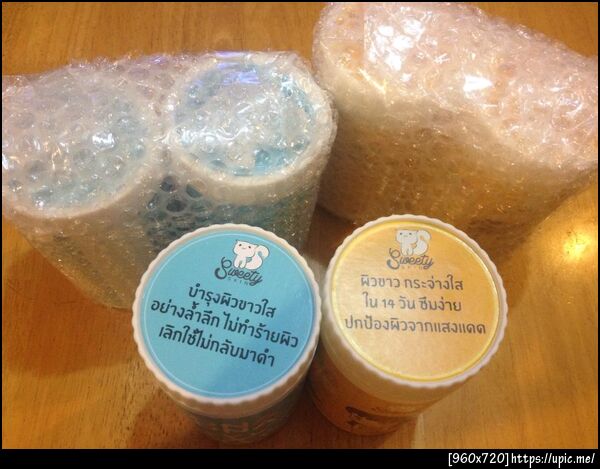 Sweety
SKIN
บำรุงผิวขาวใส
อย่างล้ำลึก ไม่ทำร้ายผิว
เลิกใช้ไม่กลับมาดำ
Sweety
SKIN
ผิวขาว กระจ่างใส
ใน 14 วัน ซึมง่าย
ปกป้องผิวจากแสงแดด
[960x720]https://upic.me/